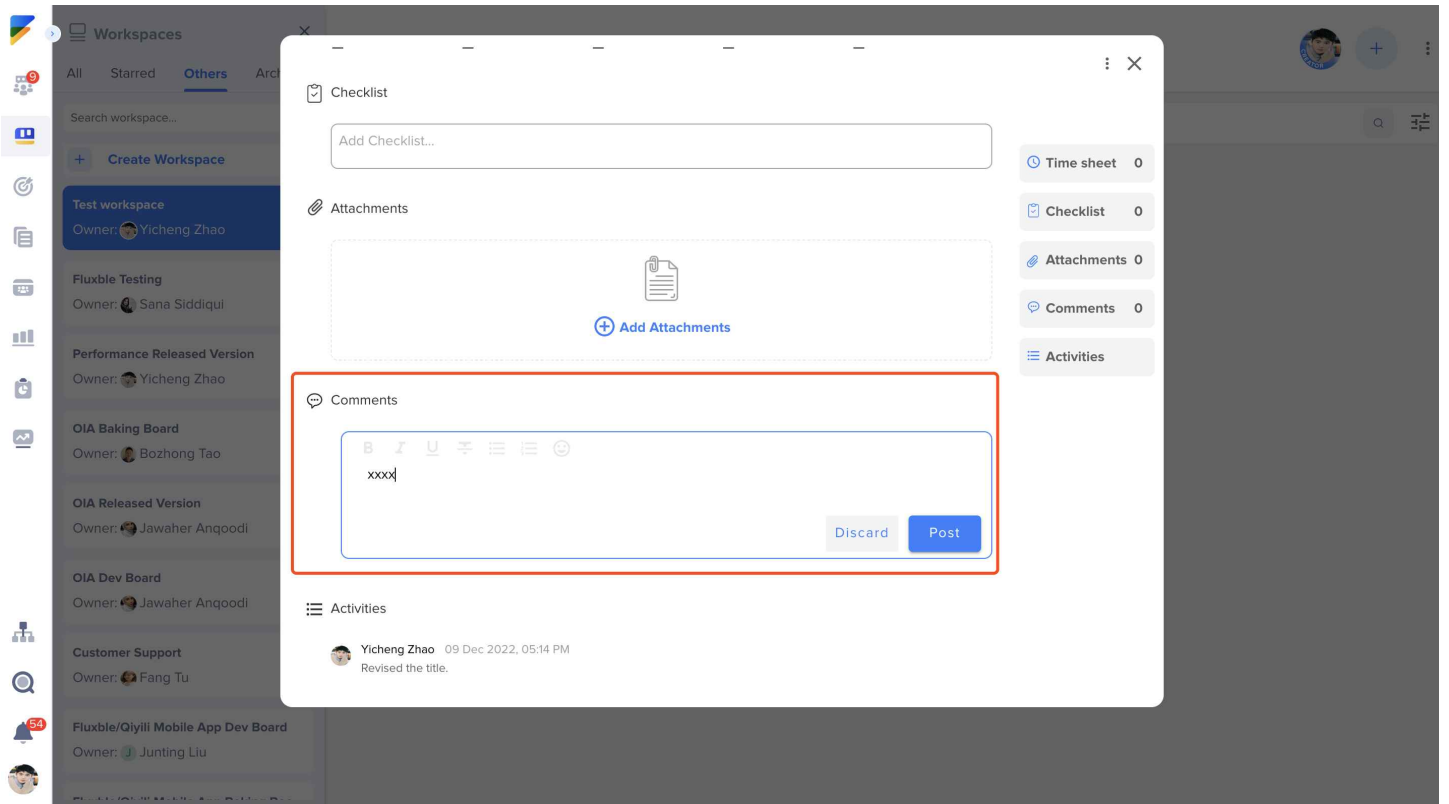 Workspaces
All Starred Others Arch
9
Search workspace...
+ Create Workspace
Test workspace
Owner: Yicheng Zhao
Fluxble Testing
Owner: Sana Siddiqui
Performance Released Version
Owner: Yicheng Zhao
OIA Baking Board
Owner: Bozhong Tao
OIA Released Version
Owner: Jawaher Anqoodi
OIA Dev Board
Owner: Jawaher Anqoodi
Customer Support
Owner: Fang Tu
54
Fluxble/Qiyili Mobile App Dev Board
Owner: J Junting Liu
Checklist
Add Checklist...
Attachments
Add Attachments
Comments
B I U
xxxx
Discard Post
Activities
Yicheng Zhao 09 Dec 2022, 05:14 PM
Revised the title.
Time sheet 0
Checklist 0
Attachments 0
Comments 0
Activities